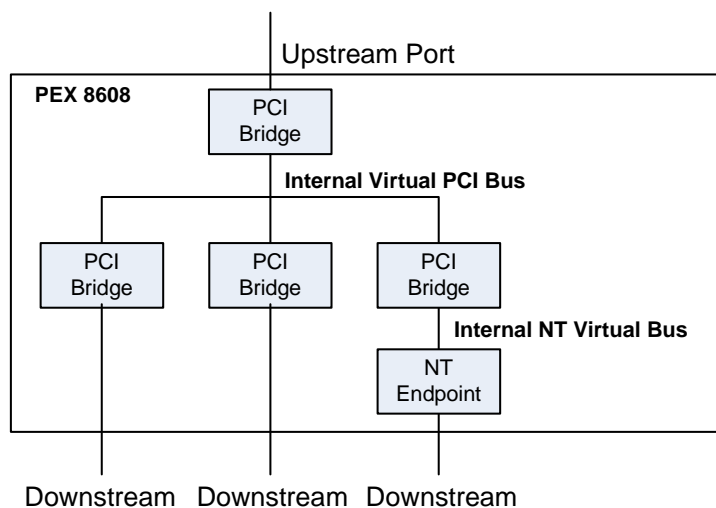 Upstream Port
PEX 8608
PCI
Bridge
Internal Virtual PCI Bus
PCI
Bridge
PCI
Bridge
PCI
Bridge
Internal NT Virtual Bus
NT
Endpoint
Downstream
Downstream
Downstream